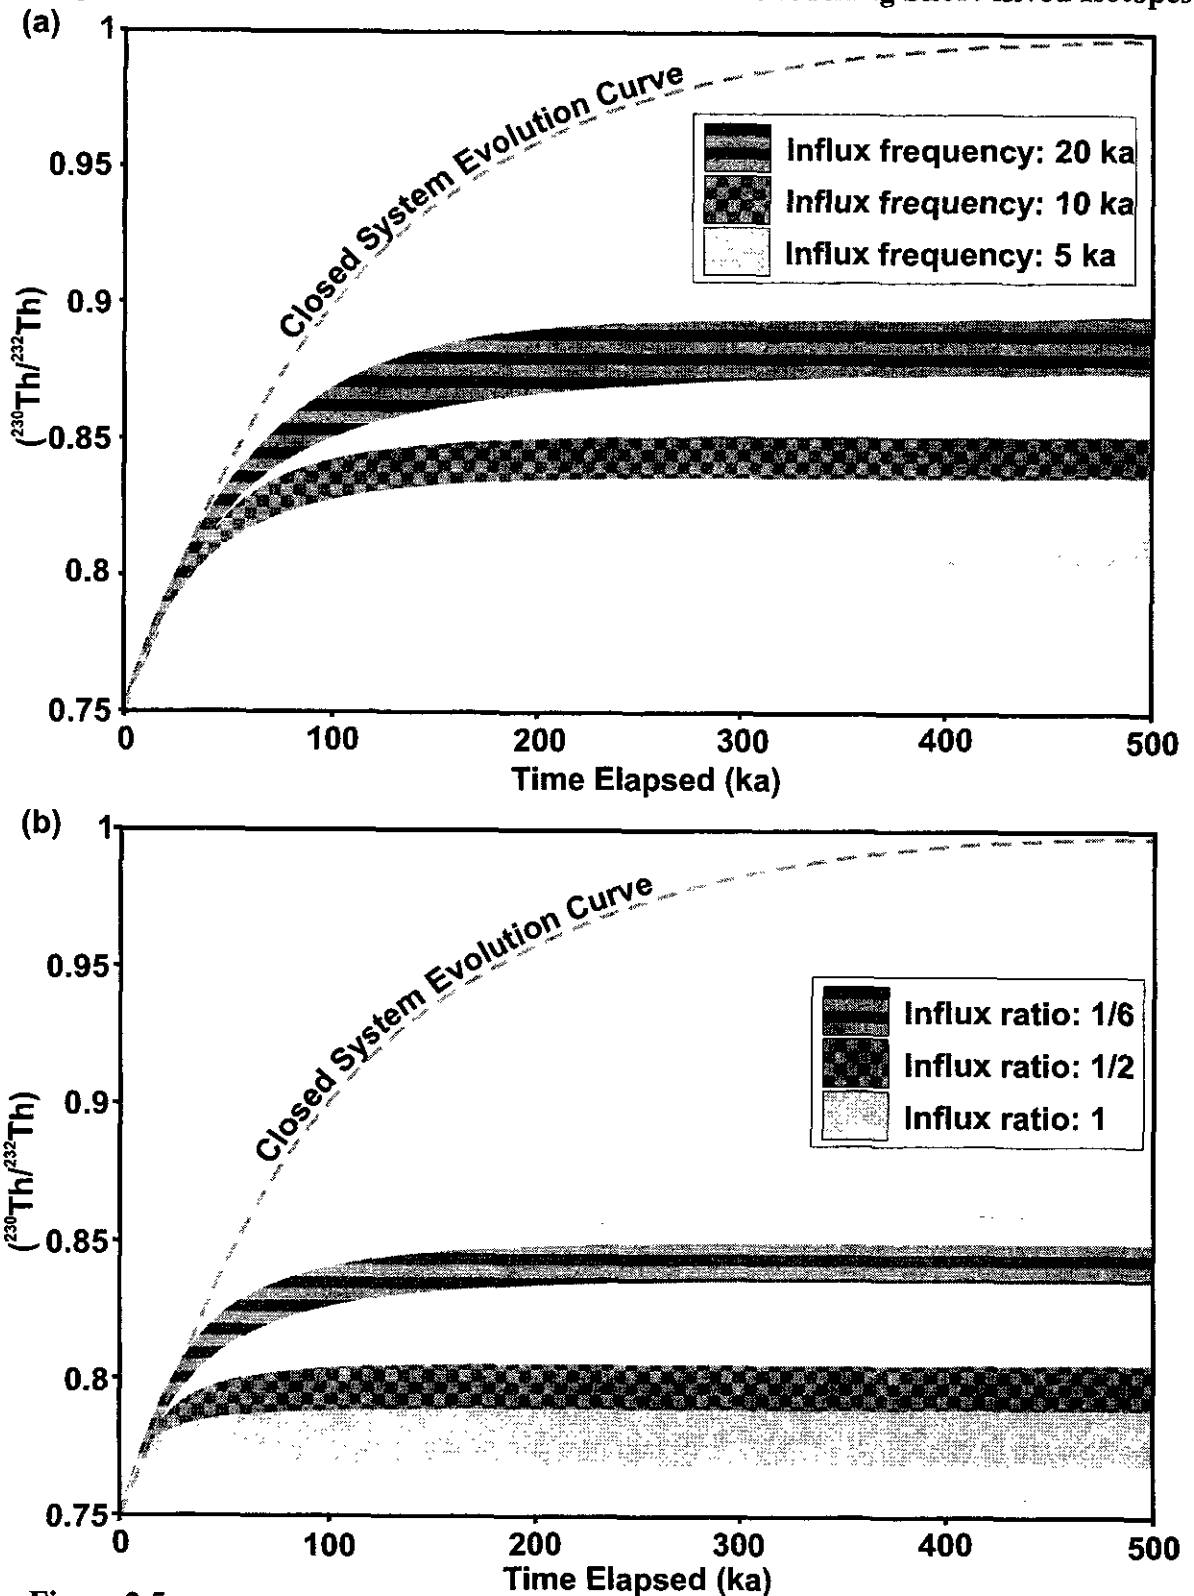 (a)
1
0.95
0.9
0.85
0.8
0.75
(²³⁰Th/²³²Th)
Closed System Evolution Curve
Influx frequency: 20 ka
Influx frequency: 10 ka
Influx frequency: 5 ka
0 100 200 300 400 500
Time Elapsed (ka)
(b)
1
0.95
0.9
0.85
0.8
0.75
(²³⁰Th/²³²Th)
Closed System Evolution Curve
Influx ratio: 1/6
Influx ratio: 1/2
Influx ratio: 1
0 100 200 300 400 500
Time Elapsed (ka)